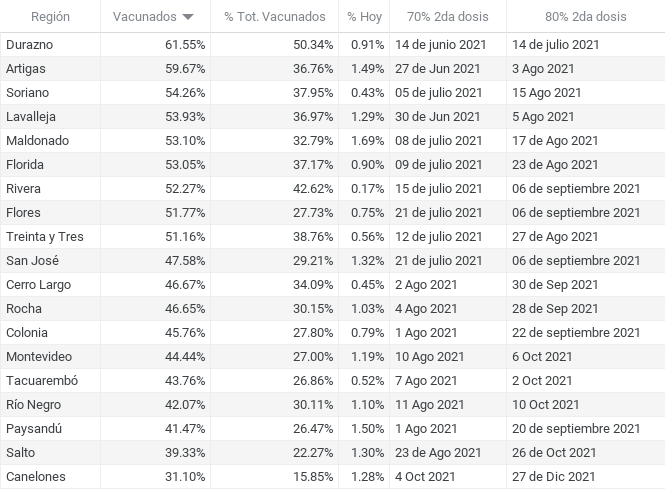 Región Vacunados % Tot. Vacunados % Hoy 70% 2da dosis 80% 2da dosis
Durazno 61.55% 50.34% 0.91% 14 de junio 2021 14 de julio 2021
Artigas 59.67% 36.76% 1.49% 27 de Jun 2021 3 Ago 2021
Soriano 54.26% 37.95% 0.43% 05 de julio 2021 15 Ago 2021
Lavalleja 53.93% 36.97% 1.29% 30 de Jun 2021 5 Ago 2021
Maldonado 53.10% 32.79% 1.69% 08 de julio 2021 17 de Ago 2021
Florida 53.05% 37.17% 0.90% 09 de julio 2021 23 de Ago 2021
Rivera 52.27% 42.62% 0.17% 15 de julio 2021 06 de septiembre 2021
Flores 51.77% 27.73% 0.75% 21 de julio 2021 06 de septiembre 2021
Treinta y Tres 51.16% 38.76% 0.56% 12 de julio 2021 27 de Ago 2021
San José 47.58% 29.21% 1.32% 21 de julio 2021 06 de septiembre 2021
Cerro Largo 46.67% 34.09% 0.45% 2 Ago 2021 30 de Sep 2021
Rocha 46.65% 30.15% 1.03% 4 Ago 2021 28 de Sep 2021
Colonia 45.76% 27.80% 0.79% 1 Ago 2021 22 de septiembre 2021
Montevideo 44.44% 27.00% 1.19% 10 Ago 2021 6 Oct 2021
Tacuarembó 43.76% 26.86% 0.52% 7 Ago 2021 2 Oct 2021
Río Negro 42.07% 30.11% 1.10% 11 Ago 2021 10 Oct 2021
Paysandú 41.47% 26.47% 1.50% 1 Ago 2021 20 de septiembre 2021
Salto 39.33% 22.27% 1.30% 23 de Ago 2021 26 de Oct 2021
Canelones 31.10% 15.85% 1.28% 4 Oct 2021 27 de Dic 2021